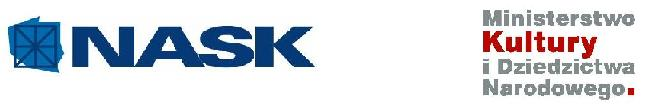 NASK
Ministerstwo
Kultury
i Dziedzictwa
Narodowego.